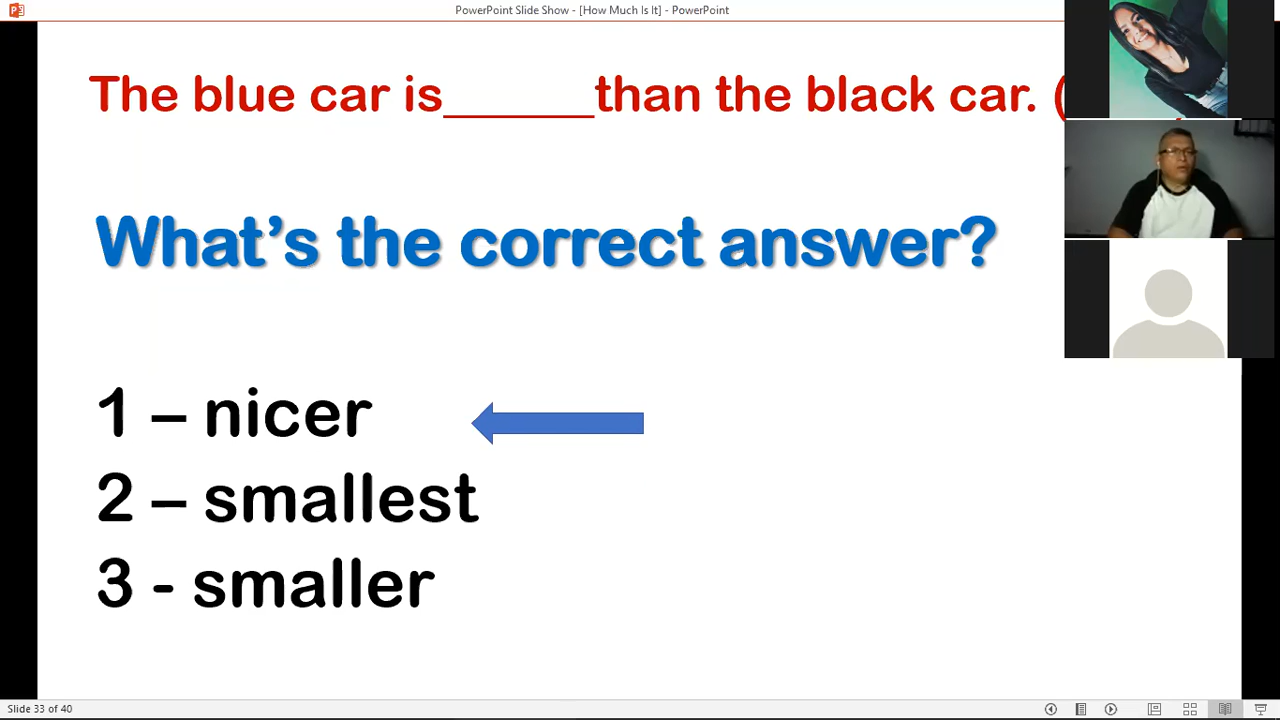 PowerPoint Slide Show - [How Much Is It] - PowerPoint
The blue car is______than the black car. (
What's the correct answer?
1 – nicer
2 – smallest
3 - smaller
Slide 33 of 40